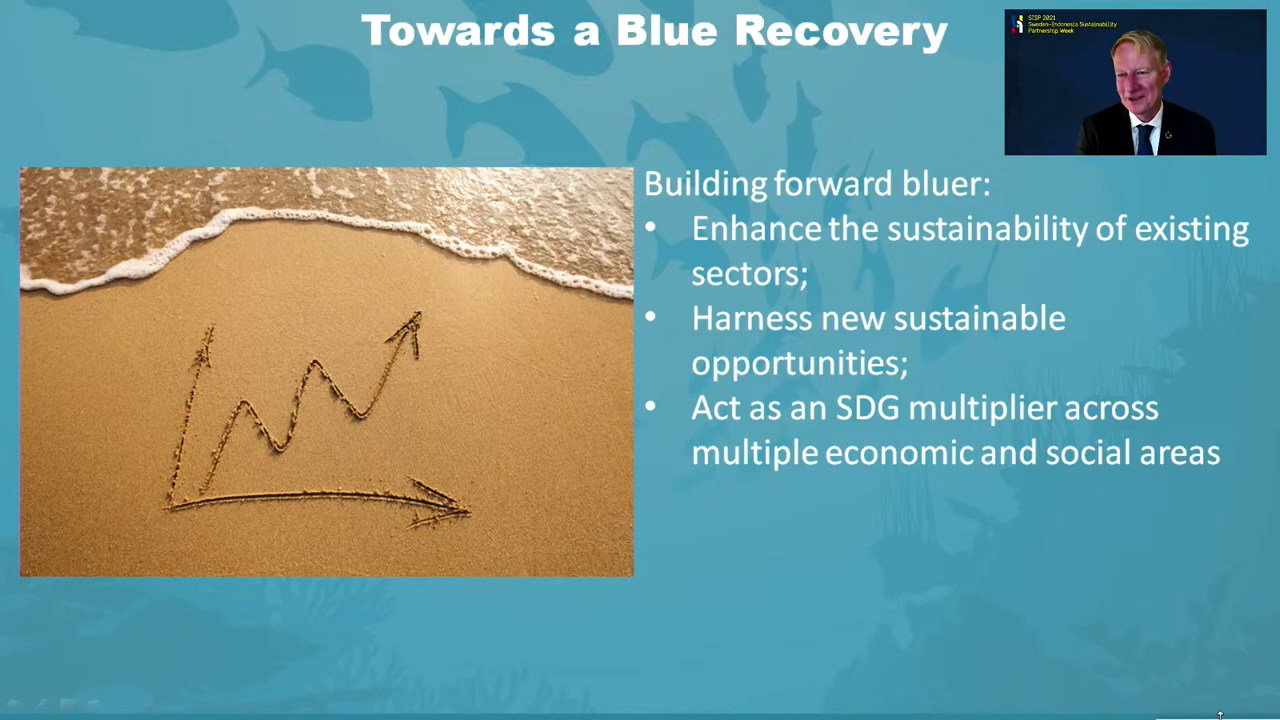 Towards a Blue Recovery
SISP 2021
Sweden-Indonesia Sustainability
Partnership Week
Building forward bluer:
• Enhance the sustainability of existing
sectors;
• Harness new sustainable
opportunities;
• Act as an SDG multiplier across
multiple economic and social areas